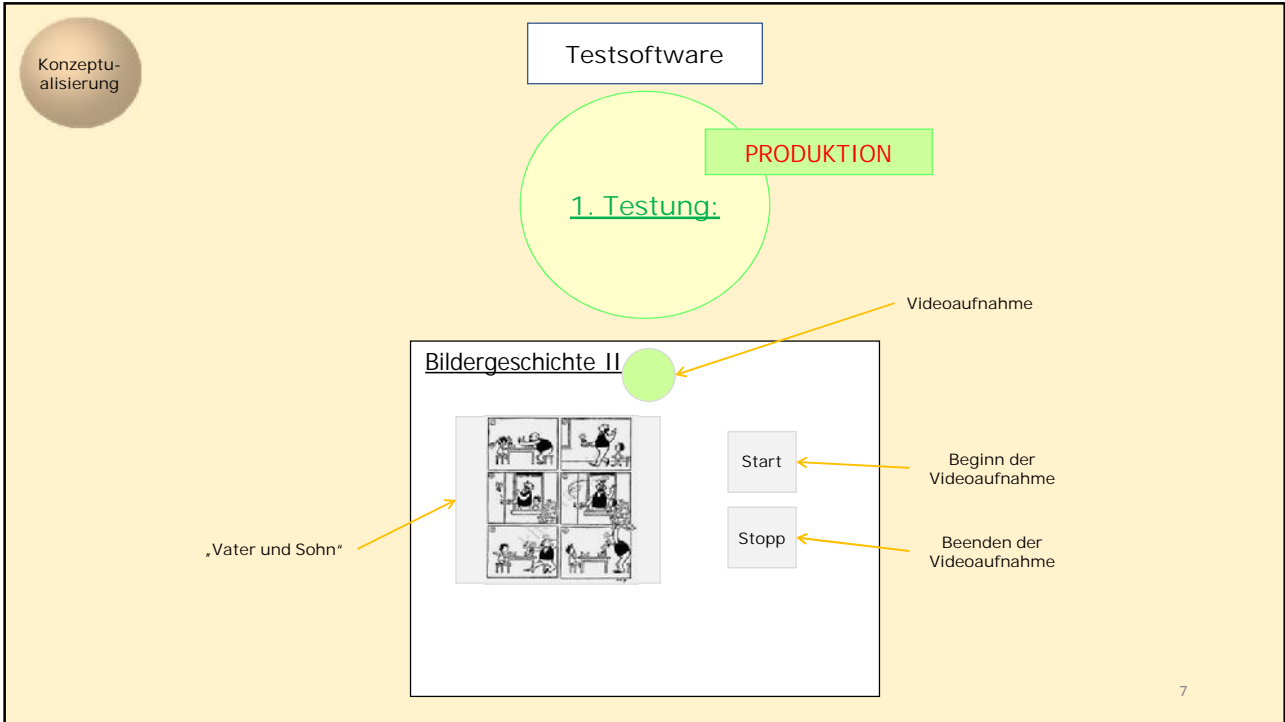 Konzeptu-
alisierung
Testsoftware
PRODUKTION
1. Testung:
Videoaufnahme
Bildergeschichte II
Start
Beginn der
Videoaufnahme
Stopp
Beenden der
Videoaufnahme
„Vater und Sohn“
7